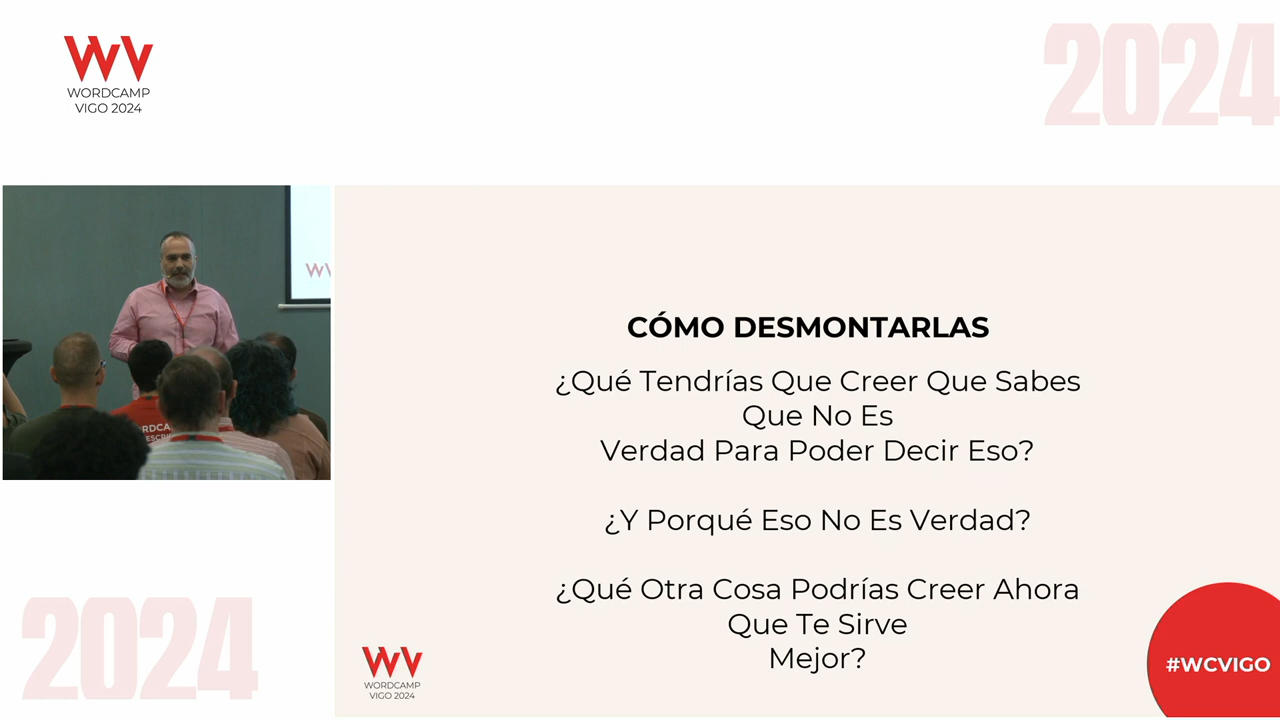 WORDCAMP
VIGO 2024
2024
CÓMO DESMONTARLAS
¿Qué Tendrías Que Creer Que Sabes
Que No Es
Verdad Para Poder Decir Eso?
¿Y Porqué Eso No Es Verdad?
¿Qué Otra Cosa Podrías Creer Ahora
Que Te Sirve
Mejor?
WORDCAMP
VIGO 2024
#WCVIGO
2024